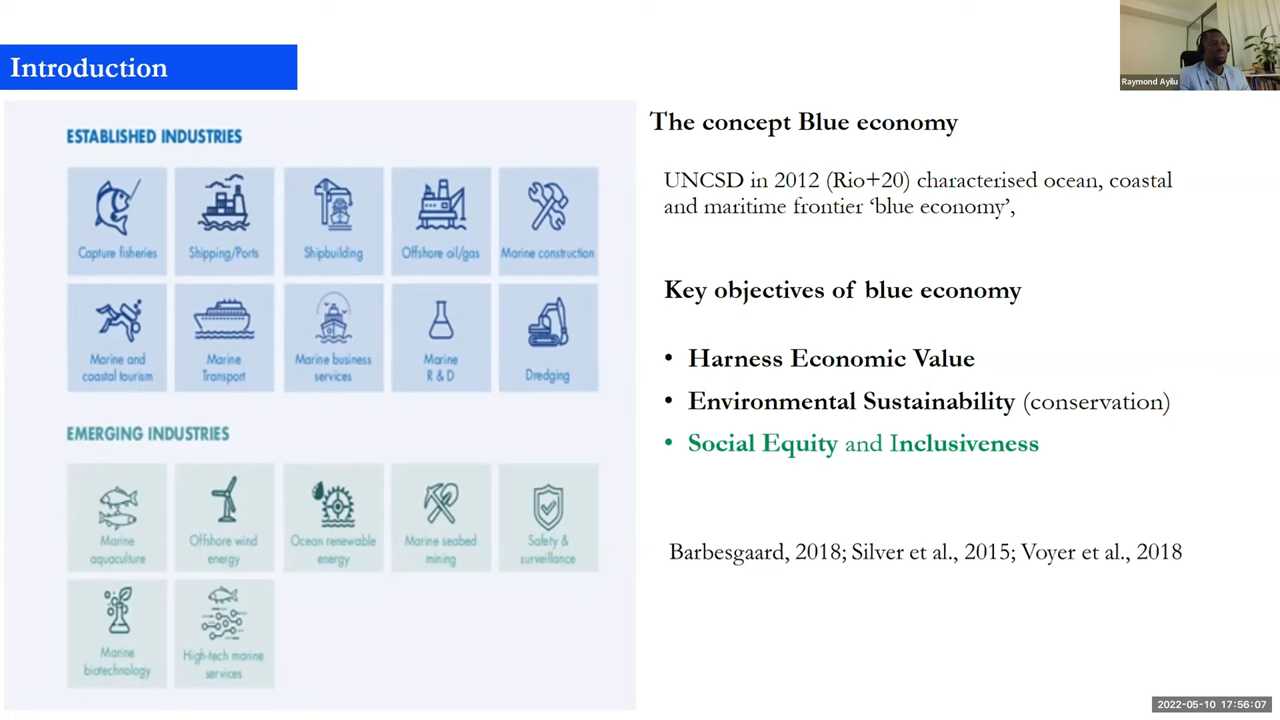 Introduction
Raymond Ayilu
ESTABLISHED INDUSTRIES
Capture fisheries
Shipping/Ports
Shipbuilding
Offshore oil/gas
Marine construction
Marine and
coastal tourism
Marine
Transport
Marine business
services
Marine
R & D
Dredging
EMERGING INDUSTRIES
Marine
aquaculture
Offshore wind
energy
Ocean renewable
energy
Marine seabed
mining
Safety &
surveillance
Marine
biotechnology
High-tech marine
services
The concept Blue economy
UNCSD in 2012 (Rio+20) characterised ocean, coastal
and maritime frontier ‘blue economy’,
Key objectives of blue economy
• Harness Economic Value
• Environmental Sustainability (conservation)
• Social Equity and Inclusiveness
Barbesgaard, 2018; Silver et al., 2015; Voyer et al., 2018
2022-05-10 17:56:07